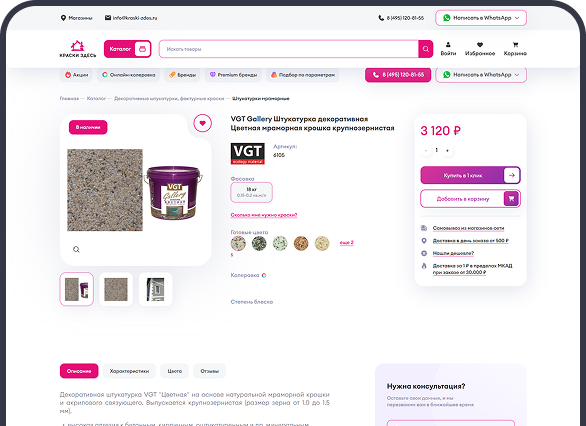 Магазины
info@kraski-zdes.ru
8 (495) 120-81-55
Написать в WhatsApp
КРАСКИ ЗДЕСЬ
Каталог
Искать товары
Войти
Избранное
Корзина
Акции
Онлайн-колеровка
Бренды
Premium бренды
Подбор по параметрам
8 (495) 120-81-55
Написать в WhatsApp
Главная — Каталог — Декоративные штукатурки, фактурные краски — Штукатурки мраморные
В наличии
VGT Gallery Штукатурка декоративная
Цветная мраморная крошка крупнозернистая
VGT
ecology material
Артикул:
6105
Фасовка
18 кг
Сколько мне нужно краски?
Готовые цвета
еще 2
5
Колеровка
Степень блеска
VGT
Gallery
3 120 ₽
- 1 +
Купить в 1 клик
Добавить в корзину
Самовывоз из магазинов сети
Доставка в день заказа от 500 ₽
Нашли дешевле?
Доставка за 1 ₽ в пределах МКАД
при заказе от 30.000 ₽
Описание
Характеристики
Цвета
Отзывы
Декоративная штукатурка VGT "Цветная" на основе натуральной мраморной крошки
и акрилового связующего. Выпускается крупнозернистая (размер зерна от 1.0 до 1.5
мм).
Нужна консультация?
Оставьте свои данные, и мы
перезвоним вам в ближайшее время